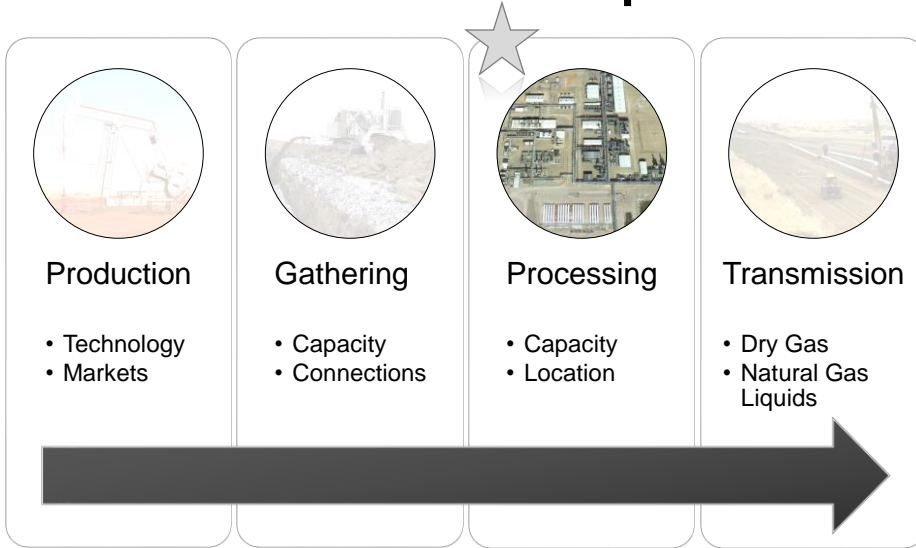 Production
• Technology
• Markets
Gathering
• Capacity
• Connections
Processing
• Capacity
• Location
Transmission
• Dry Gas
• Natural Gas
Liquids